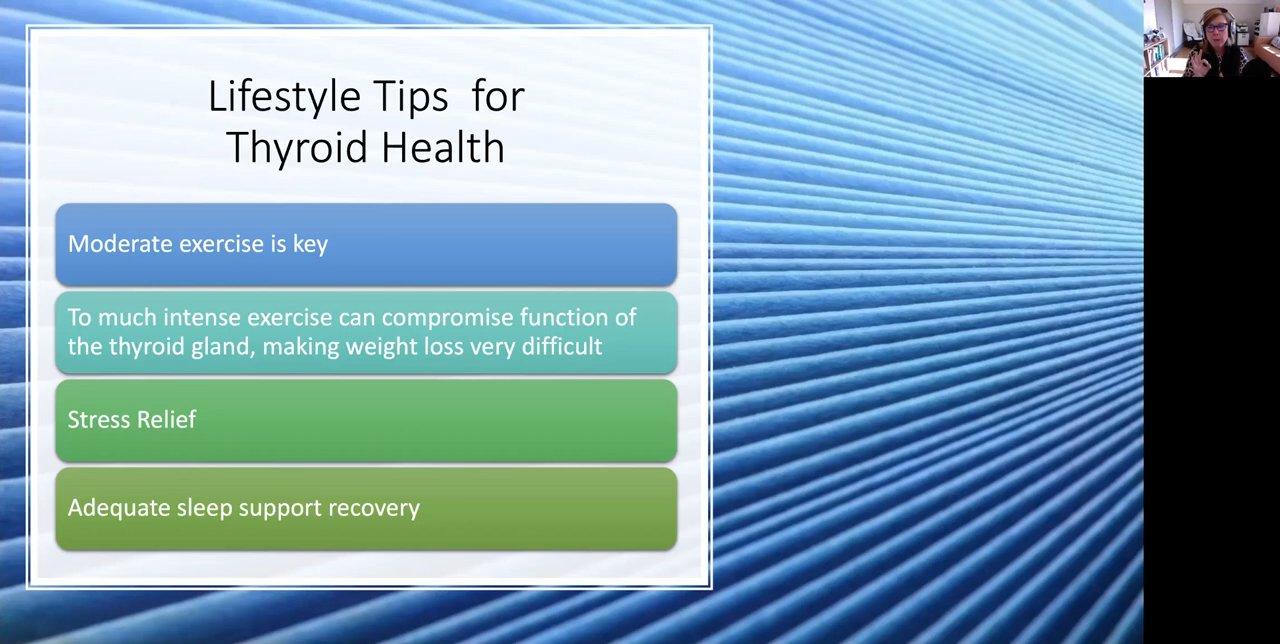 Lifestyle Tips  for
Thyroid Health
Moderate exercise is key
To much intense exercise can compromise function of
the thyroid gland, making weight loss very difficult
Stress Relief
Adequate sleep support recovery